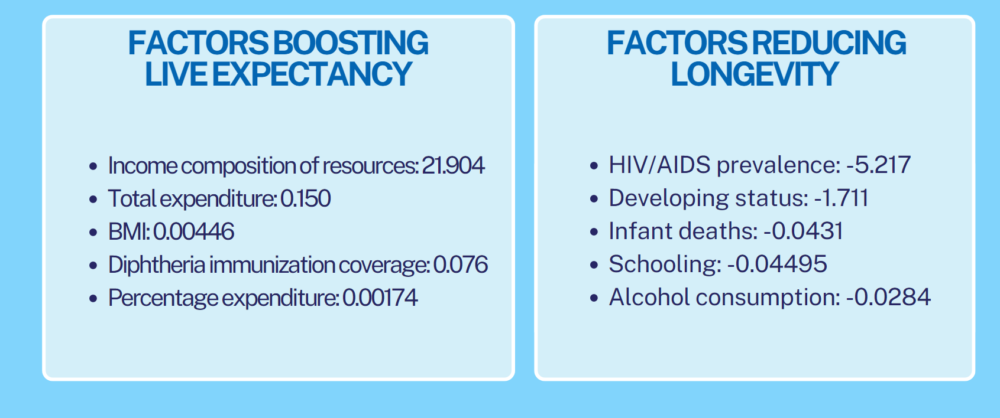 FACTORS BOOSTING
LIVE EXPECTANCY
• Income composition of resources: 21.904
• Total expenditure: 0.150
• BMI: 0.00446
• Diphtheria immunization coverage: 0.076
• Percentage expenditure: 0.00174
FACTORS REDUCING
LONGEVITY
• HIV/AIDS prevalence: -5.217
• Developing status: -1.711
• Infant deaths: -0.0431
• Schooling: -0.04495
• Alcohol consumption: -0.0284